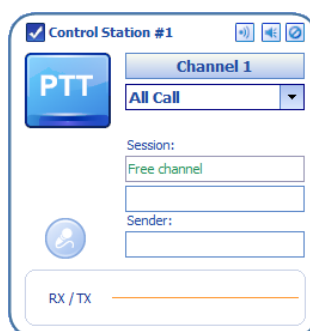 Control Station #1
PTT
Channel 1
All Call
Session:
Free channel
Sender:
RX / TX